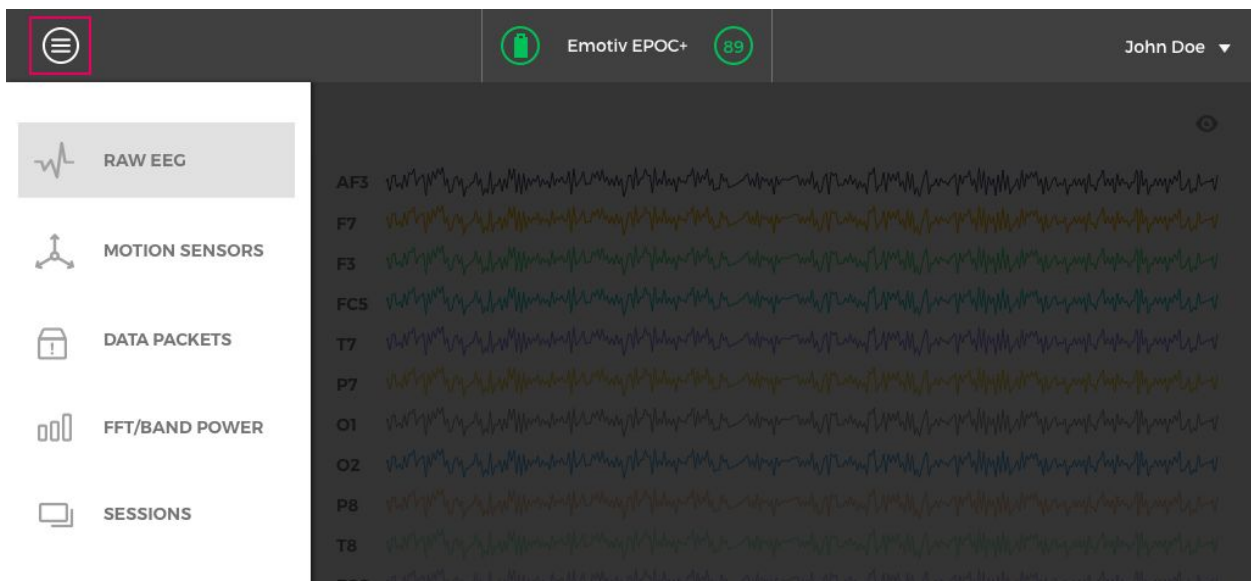 Emotiv EPOC+ 89 John Doe
RAW EEG
MOTION SENSORS
DATA PACKETS
FFT/BAND POWER
SESSIONS
AF3
F7
F3
FC5
T7
P7
O1
O2
P8
T8